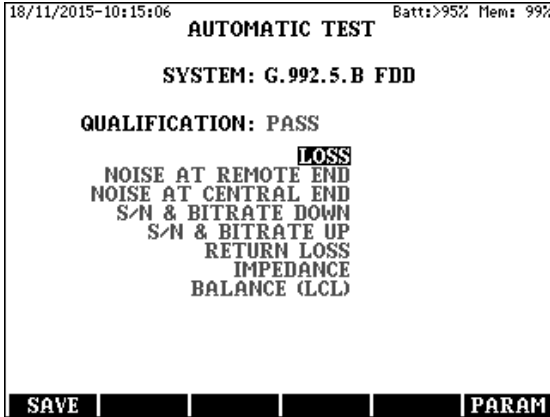 18/11/2015-10:15:06 Batt:>95% Mem: 99%
AUTOMATIC TEST
SYSTEM: G.992.5.B FDD
QUALIFICATION: PASS
LOSS
NOISE AT REMOTE END
NOISE AT CENTRAL END
S/N & BITRATE DOWN
S/N & BITRATE UP
RETURN LOSS
IMPEDANCE
BALANCE (LCL)
SAVE PARAM